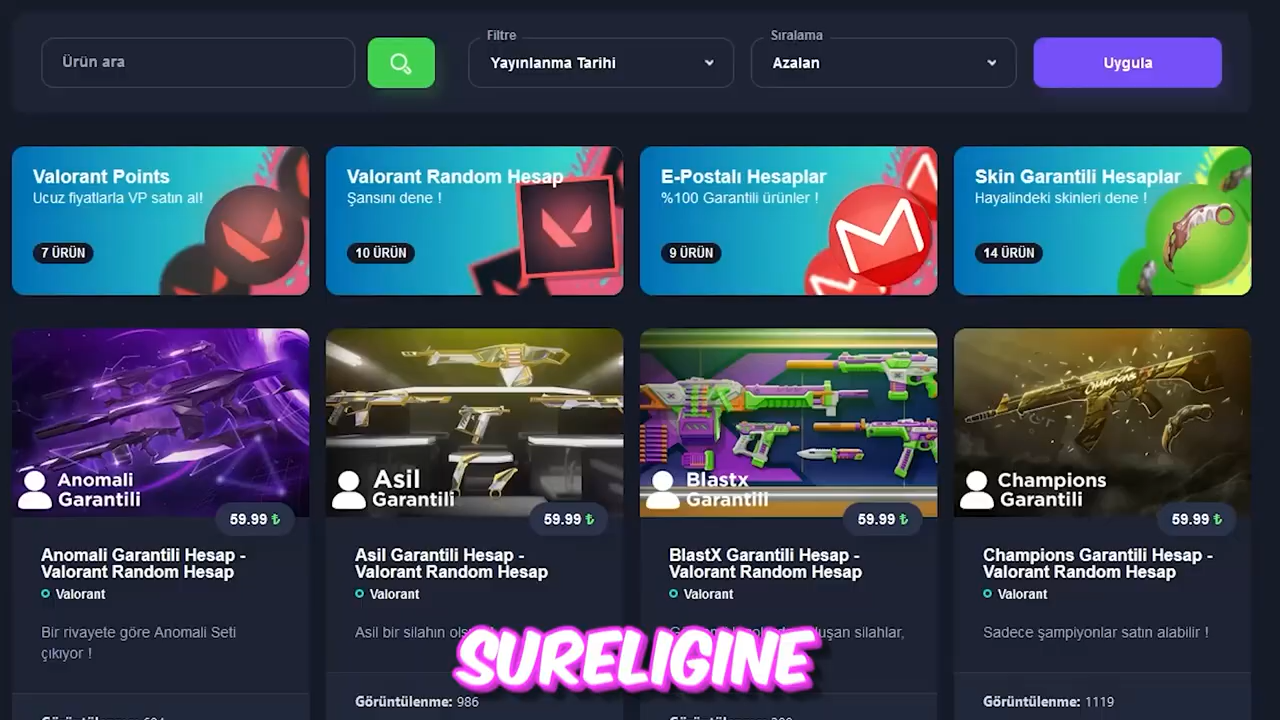 Filtre
Sıralama
Ürün ara
Yayınlanma Tarihi
Azalan
Uygula
Valorant Points
Ucuz fiyatlarla VP satın al!
7 ÜRÜN
Valorant Random Hesap
Şansını dene !
10 ÜRÜN
E-Postalı Hesaplar
%100 Garantili ürünler !
9 ÜRÜN
Skin Garantili Hesaplar
Hayalindeki skinleri dene !
14 ÜRÜN
Anomali
Garantili
59.99 ₺
Anomali Garantili Hesap -
Valorant Random Hesap
Valorant
Bir rivayete göre Anomali Seti
çıkıyor !
Asil
Garantili
59.99 ₺
Asil Garantili Hesap -
Valorant Random Hesap
Valorant
Asil bir silahın
Görüntülenme: 986
Blastx
Garantili
59.99 ₺
BlastX Garantili Hesap -
Valorant Random Hesap
Valorant
silahlar,
CHAMPIONS
Champions
Garantili
59.99 ₺
Champions Garantili Hesap -
Valorant Random Hesap
Valorant
Sadece şampiyonlar satın alabilir !
Görüntülenme: 1119
SURELIGINE